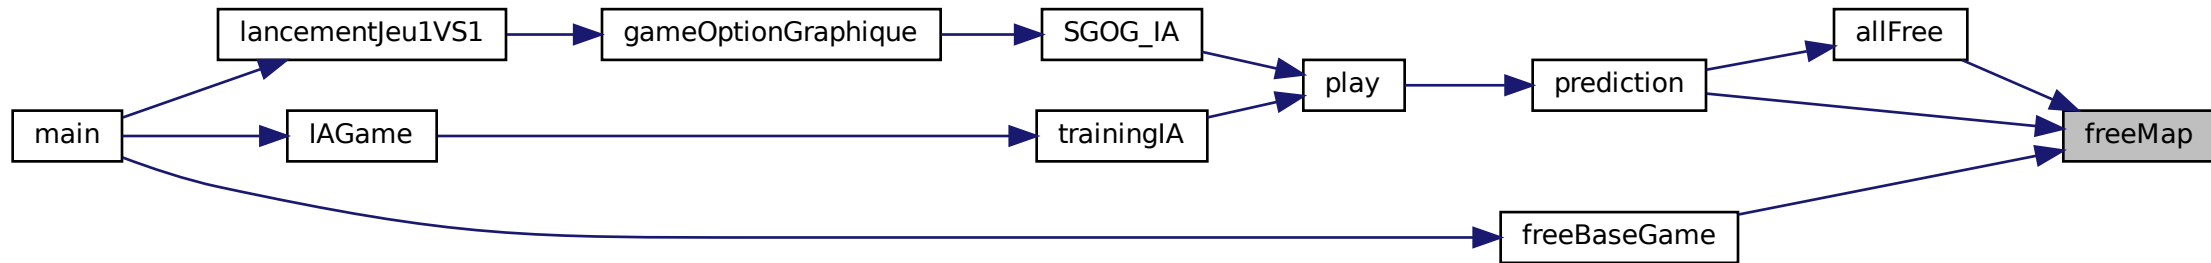 lancementJeu1VS1
gameOptionGraphique
SGOG_IA
allFree
play
prediction
main
IAGame
trainingIA
freeMap
freeBaseGame